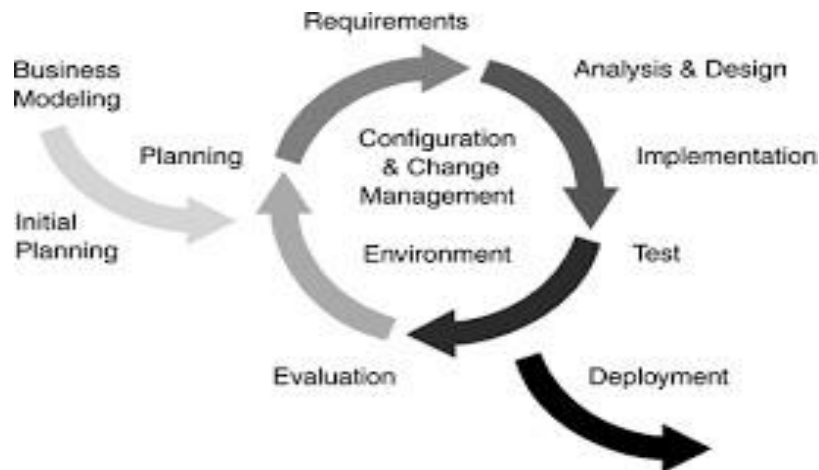 Requirements
Business
Modeling
Analysis & Design
Planning
Configuration
& Change
Management
Implementation
Initial
Planning
Environment
Test
Evaluation
Deployment